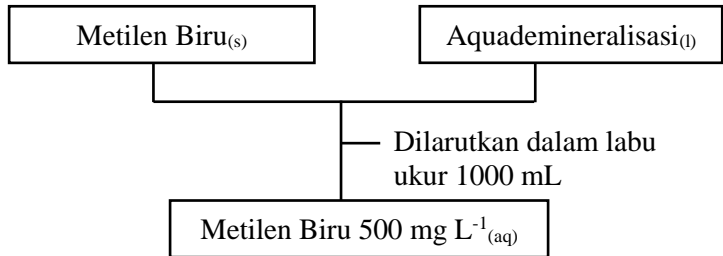 Metilen Biru(s)
Aquademineralisasi(l)
Dilarutkan dalam labu
ukur 1000 mL
Metilen Biru 500 mg L-1(aq)